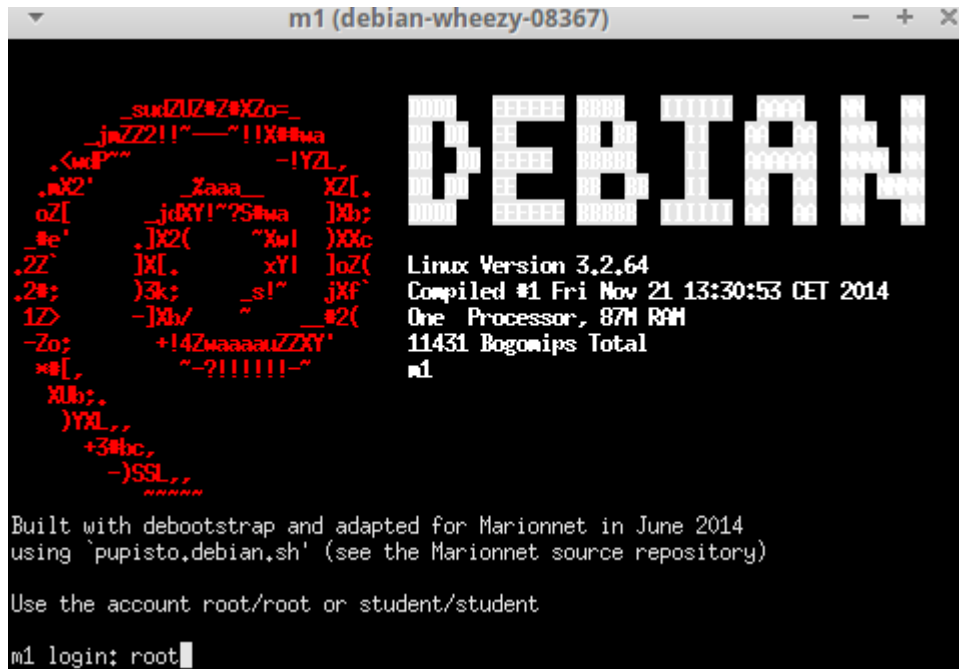 m1 (debian-wheezy-08367)
DEBIAN
Linux Version 3.2.64
Compiled #1 Fri Nov 21 13:30:53 CET 2014
One  Processor, 87M RAM
11431 Bogomips Total
m1
Built with debootstrap and adapted for Marionnet in June 2014
using `pupisto.debian.sh' (see the Marionnet source repository)
Use the account root/root or student/student
m1 login: root